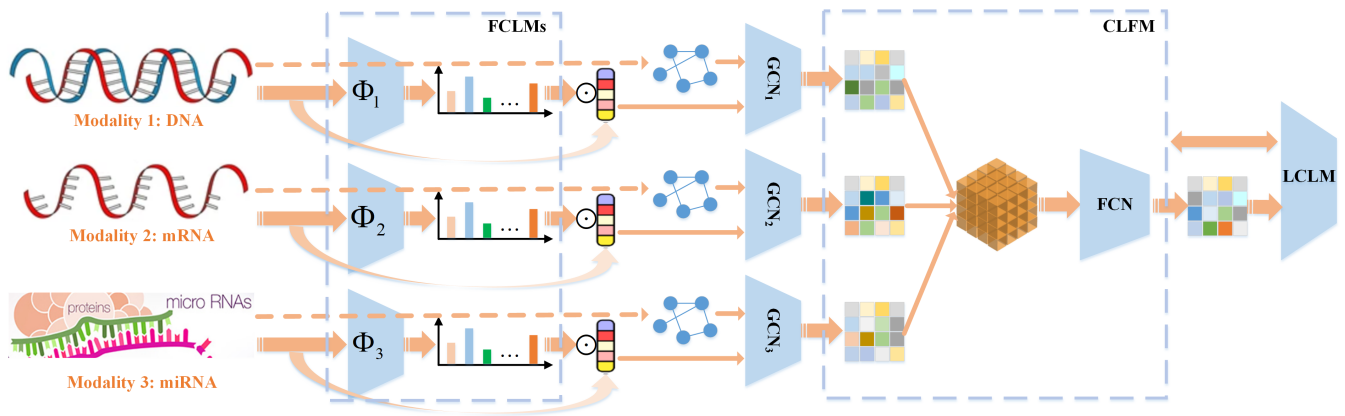 FCLMs
CLFM
Modality 1: DNA
Φ1
...
GCN1
Modality 2: mRNA
Φ2
...
GCN2
FCN
LCLM
proteins
micro RNAs
Modality 3: miRNA
Φ3
...
GCN3